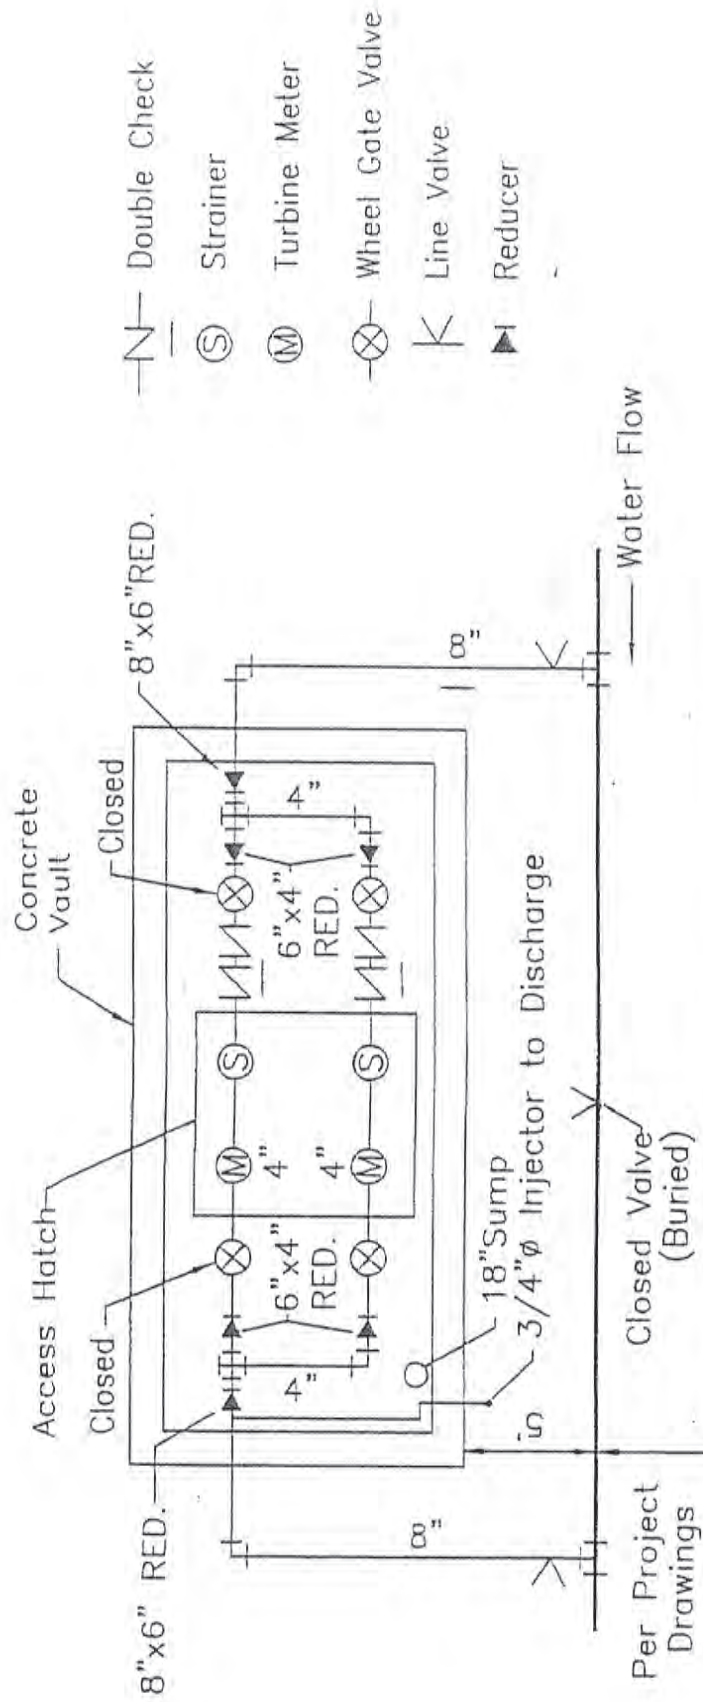 Concrete
Vault
Access Hatch
Closed
Closed
8"x6" RED.
8"x6"RED.
4"
6"x4"
RED.
M
4"
S
6"x4"
RED.
4"
4"
M
S
18"Sump
3/4"ø Injector to Discharge
5'
8"
8"
Per Project
Drawings
Closed Valve
(Buried)
Water Flow
Double Check
S Strainer
M Turbine Meter
Wheel Gate Valve
Line Valve
Reducer